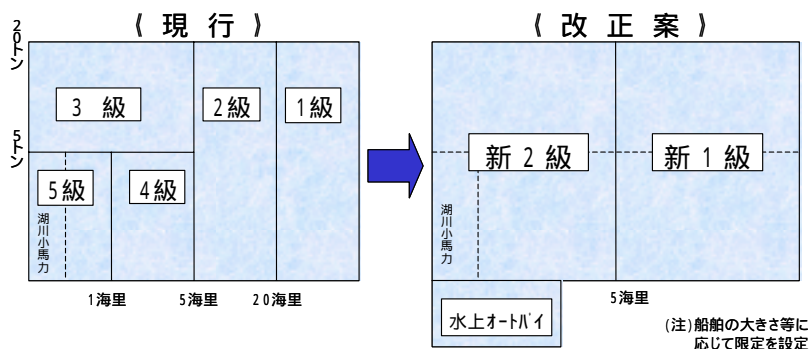 《 現 行 》
20トン
5トン
3 級
2級
1級
5級
4級
湖川小馬力
1海里
5海里
20海里
《 改 正 案 》
新2級
新1級
湖川小馬力
5海里
水上オートバイ
(注)船舶の大きさ等に
応じて限定を設定